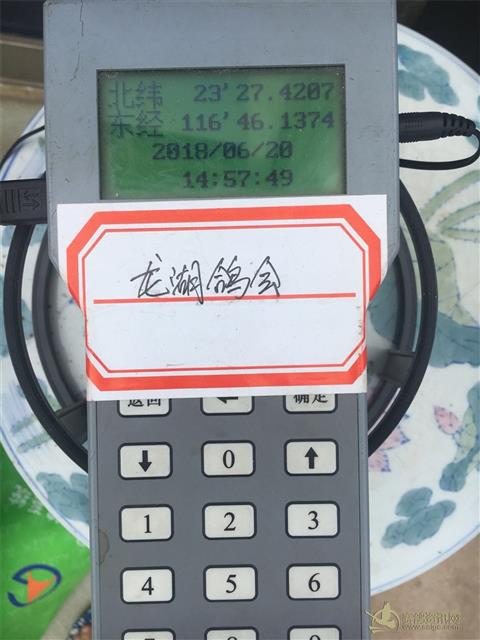 北纬 23'27.4207
东经 116'46.1374
2018/06/20
14:57:49
龙湖鸽会
返回 ← 确定
↓ 0 ↑
1 2 3
4 5 6